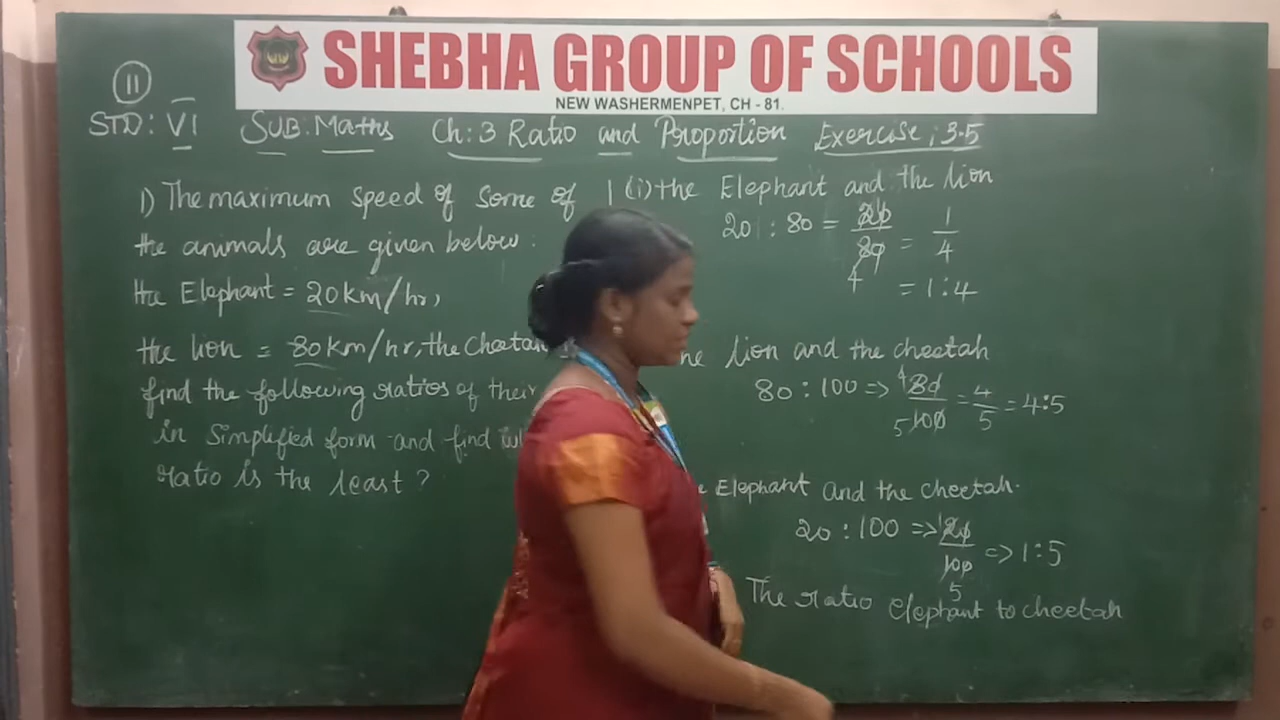 SHEBHA GROUP OF SCHOOLS
NEW WASHERMENPET, CH - 81.
11
STD: VI SUB: Maths Ch: 3 Ratio and Proportion Exercise: 3.5
1) The maximum speed of some of
the animals are given below:
the Elephant = 20km/hr,
the lion = 80km/hr, the Cheetah
find the following ratios of their
in simplified form and find
ratio is the least?
(i) the Elephant and the lion
20 : 80 = 20/80 = 1/4
4
= 1:4
lion and the cheetah
80 : 100 => 4 80/5 100 = 4/5 = 4:5
Elephant and the cheetah.
20 : 100 => 1 20/100 => 1:5
5
The ratio elephant to cheetah